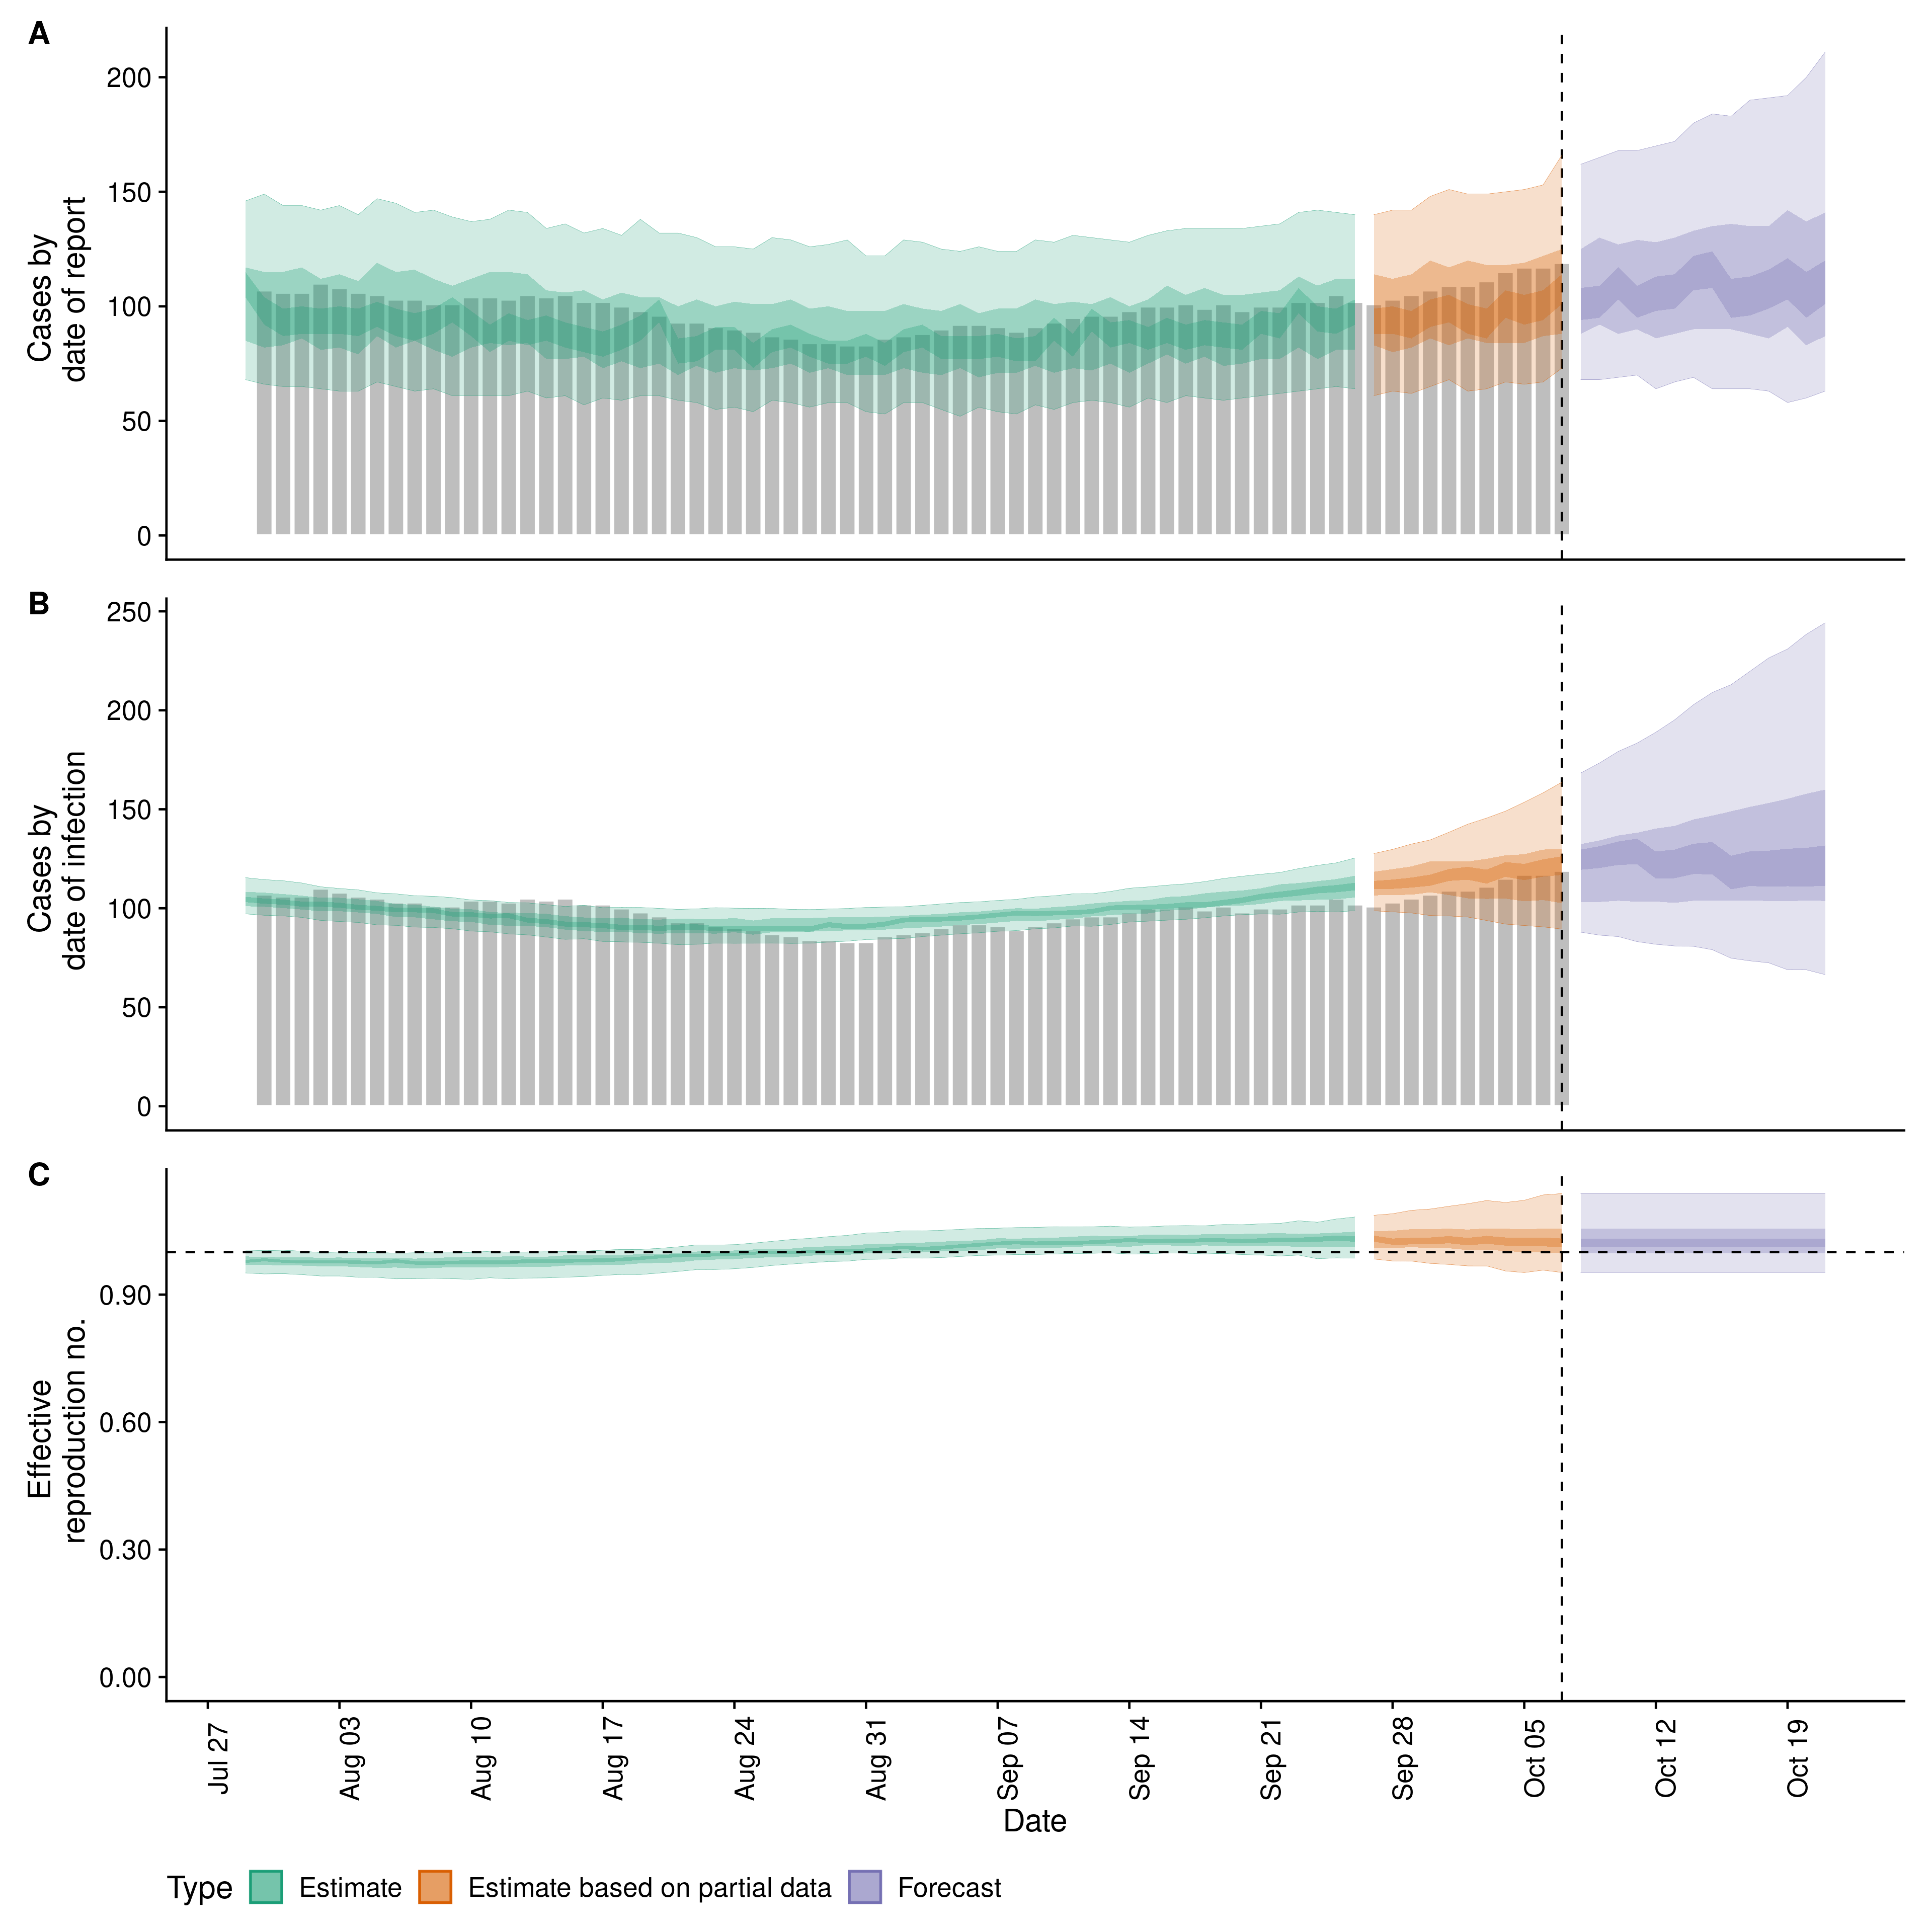 A
200
150
100
50
0
Cases by
date of report
B
250
200
150
100
50
0
Cases by
date of infection
C
0.90
0.60
0.30
0.00
Effective
reproduction no.
Jul 27
Aug 03
Aug 10
Aug 17
Aug 24
Aug 31
Sep 07
Sep 14
Sep 21
Sep 28
Oct 05
Oct 12
Oct 19
Date
Type Estimate Estimate based on partial data Forecast